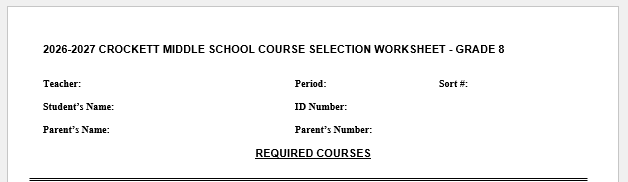 2026-2027 CROCKETT MIDDLE SCHOOL COURSE SELECTION WORKSHEET - GRADE 8
Teacher: Period: Sort #:
Student’s Name: ID Number:
Parent’s Name: Parent’s Number:
REQUIRED COURSES